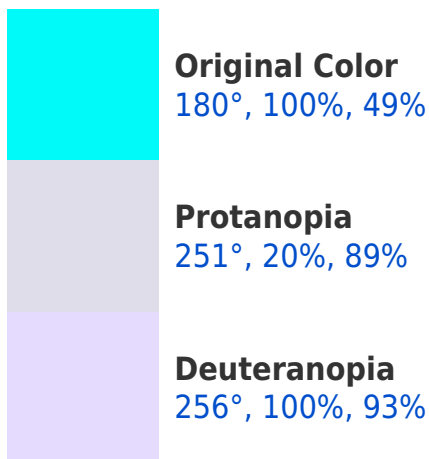 Original Color
180°, 100%, 49%
Protanopia
251°, 20%, 89%
Deuteranopia
256°, 100%, 93%